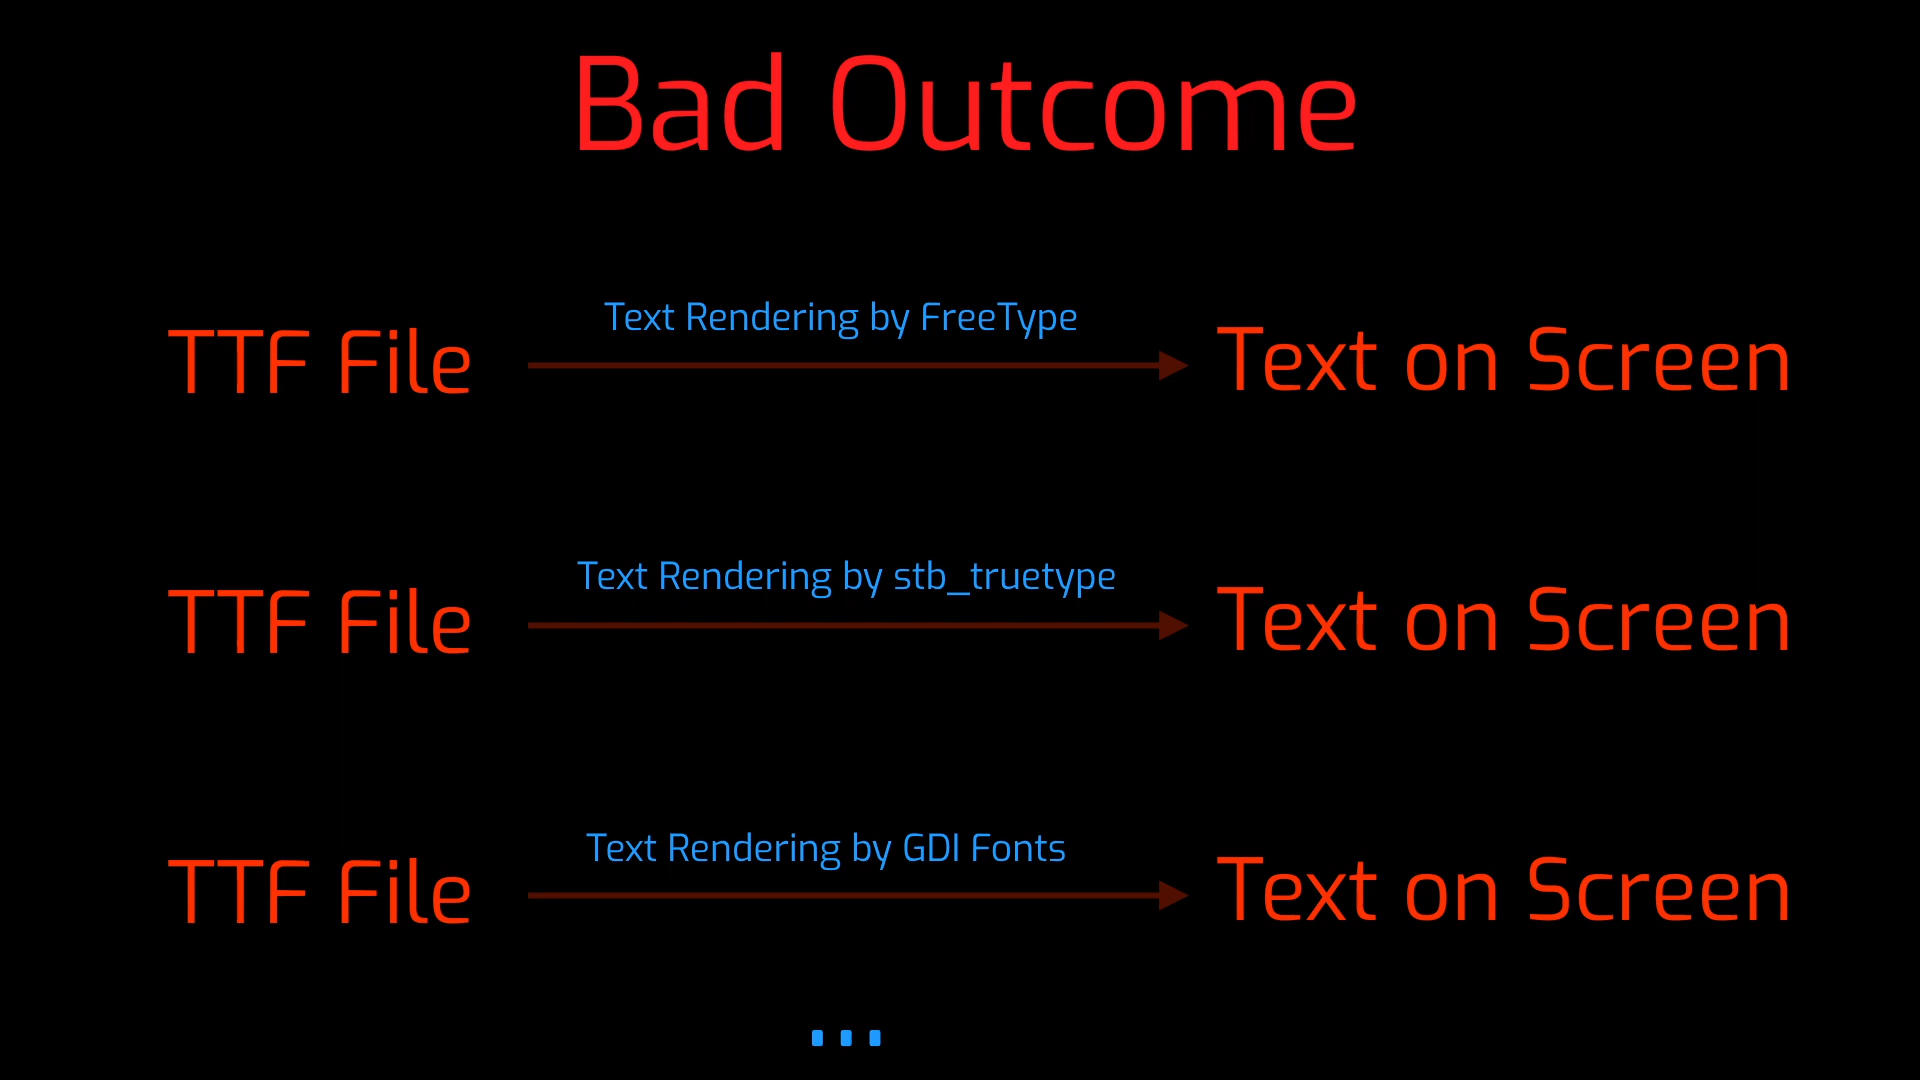 Bad Outcome
Text Rendering by FreeType
TTF File
Text on Screen
Text Rendering by stb_truetype
TTF File
Text on Screen
Text Rendering by GDI Fonts
TTF File
Text on Screen
...